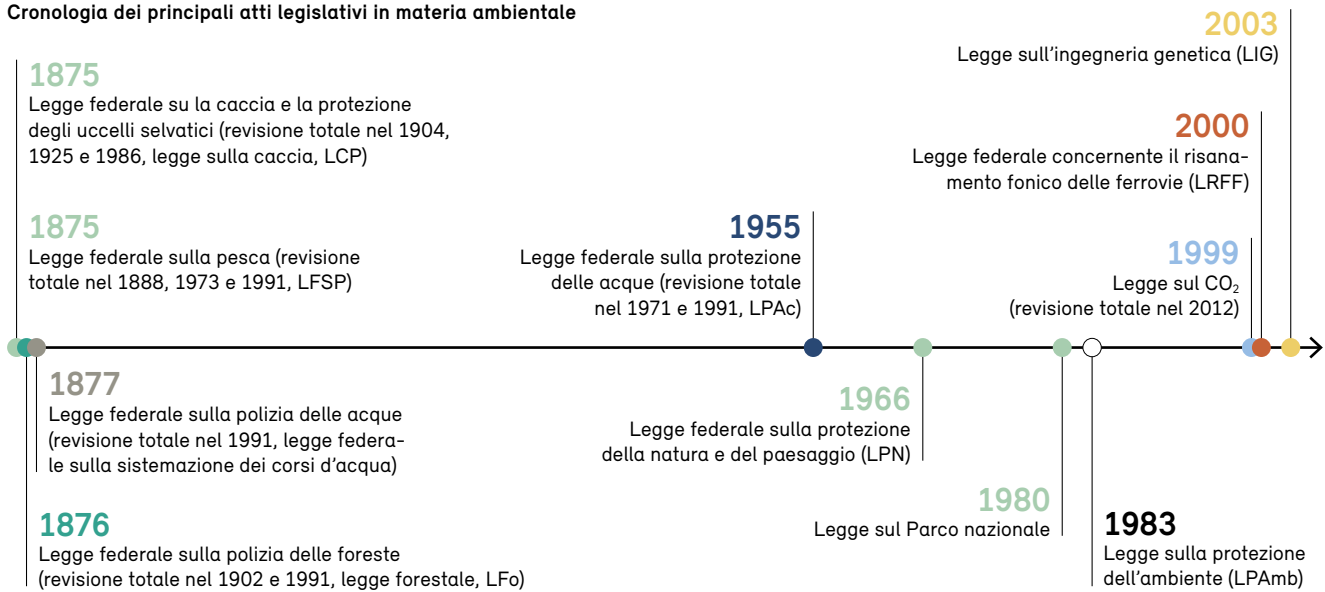 Cronologia dei principali atti legislativi in materia ambientale
1875
Legge federale su la caccia e la protezione
degli uccelli selvatici (revisione totale nel 1904,
1925 e 1986, legge sulla caccia, LCP)
1875
Legge federale sulla pesca (revisione
totale nel 1888, 1973 e 1991, LFSP)
1877
Legge federale sulla polizia delle acque
(revisione totale nel 1991, legge federa-
le sulla sistemazione dei corsi d'acqua)
1876
Legge federale sulla polizia delle foreste
(revisione totale nel 1902 e 1991, legge forestale, LFo)
1955
Legge federale sulla protezione
delle acque (revisione totale
nel 1971 e 1991, LPAc)
1966
Legge federale sulla protezione
della natura e del paesaggio (LPN)
1980
Legge sul Parco nazionale
1983
Legge sulla protezione
dell'ambiente (LPAmb)
1999
Legge sul CO₂
(revisione totale nel 2012)
2000
Legge federale concernente il risana-
mento fonico delle ferrovie (LRFF)
2003
Legge sull'ingegneria genetica (LIG)